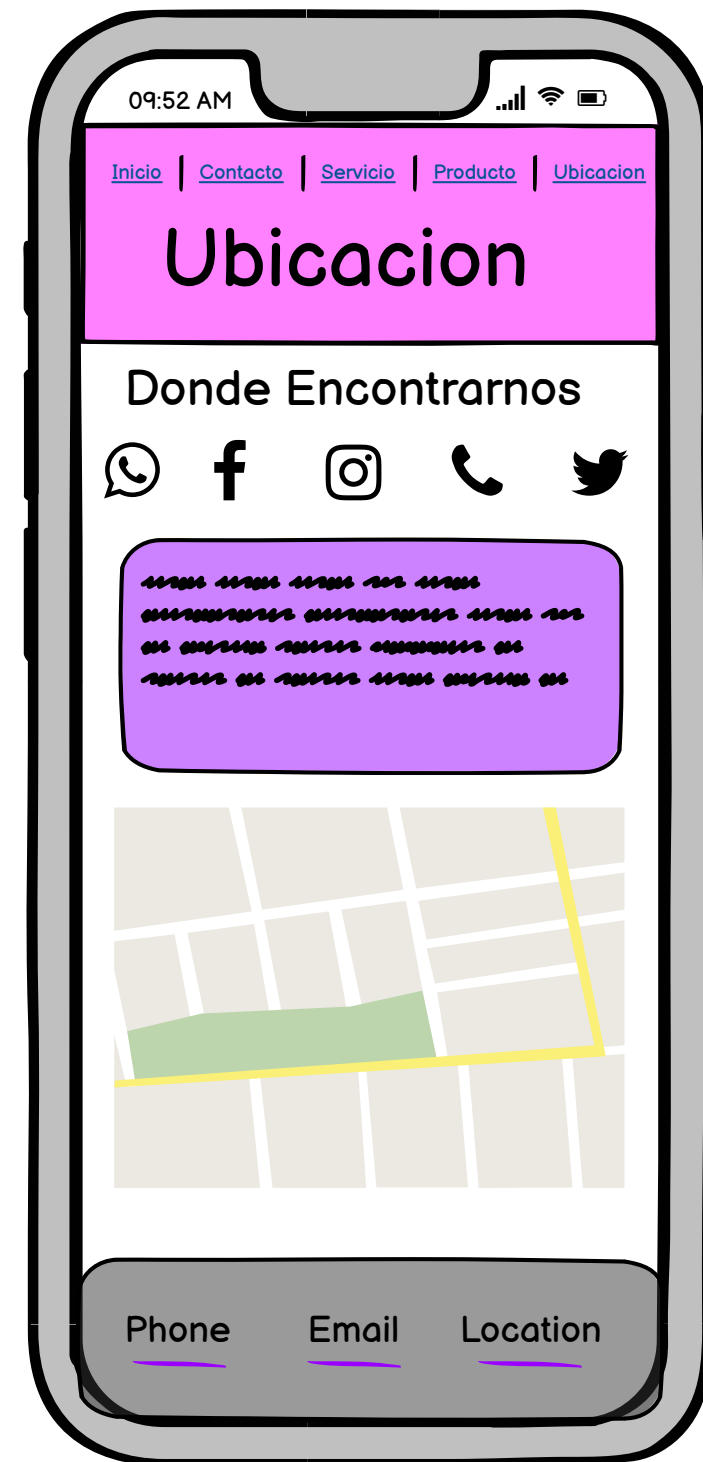 09:52 AM
Inicio Contacto Servicio Producto Ubicacion
Ubicacion
Donde Encontrarnos
Phone Email Location